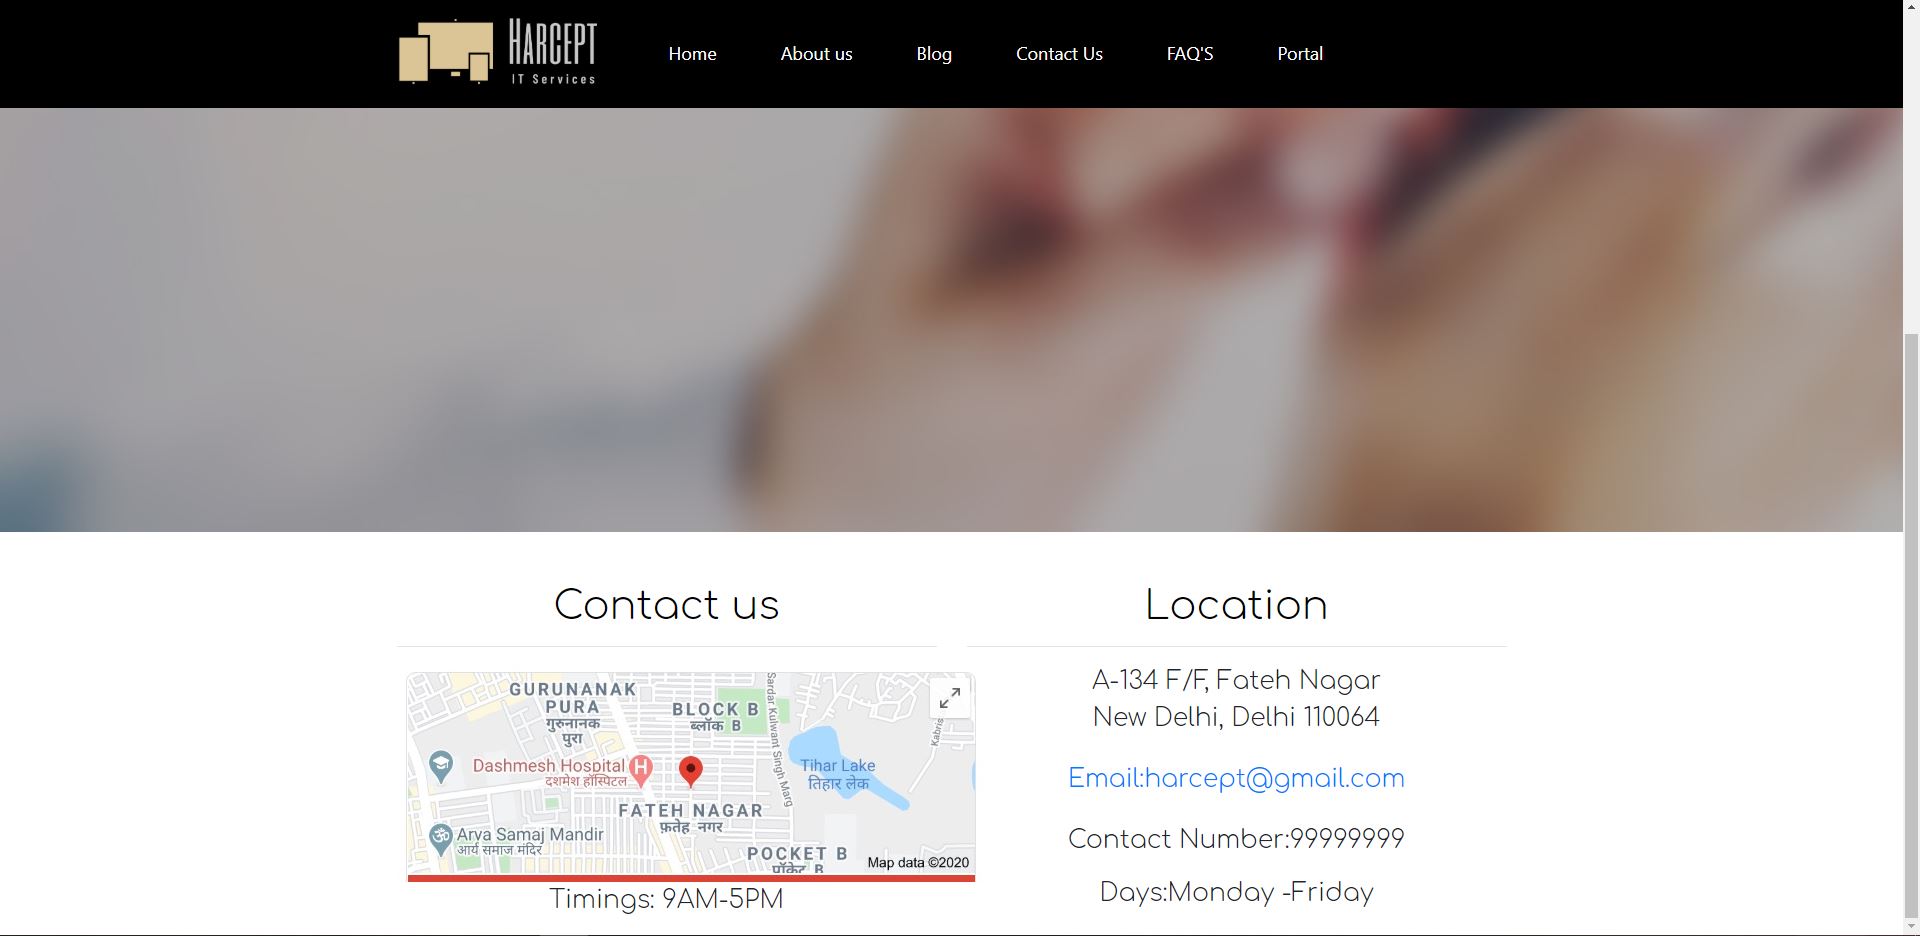 HARCEPT
IT Services
Home
About us
Blog
Contact Us
FAQ'S
Portal
Contact us
GURUNANAK
PURA
गुरुनानक
पुरा
BLOCK B
ब्लॉक B
Sardar Kulwant Singh Marg
Kabris
Dashmesh Hospital
दशमेश हॉस्पिटल
H
Tihar Lake
तिहार लेक
FATEH NAGAR
फ़तेह नगर
ॐ
Arya Samaj Mandir
आर्य समाज मंदिर
POCKET B
पॉकेट B
Map data ©2020
Timings: 9AM-5PM
Location
A-134 F/F, Fateh Nagar
New Delhi, Delhi 110064
Email:harcept@gmail.com
Contact Number:99999999
Days:Monday -Friday